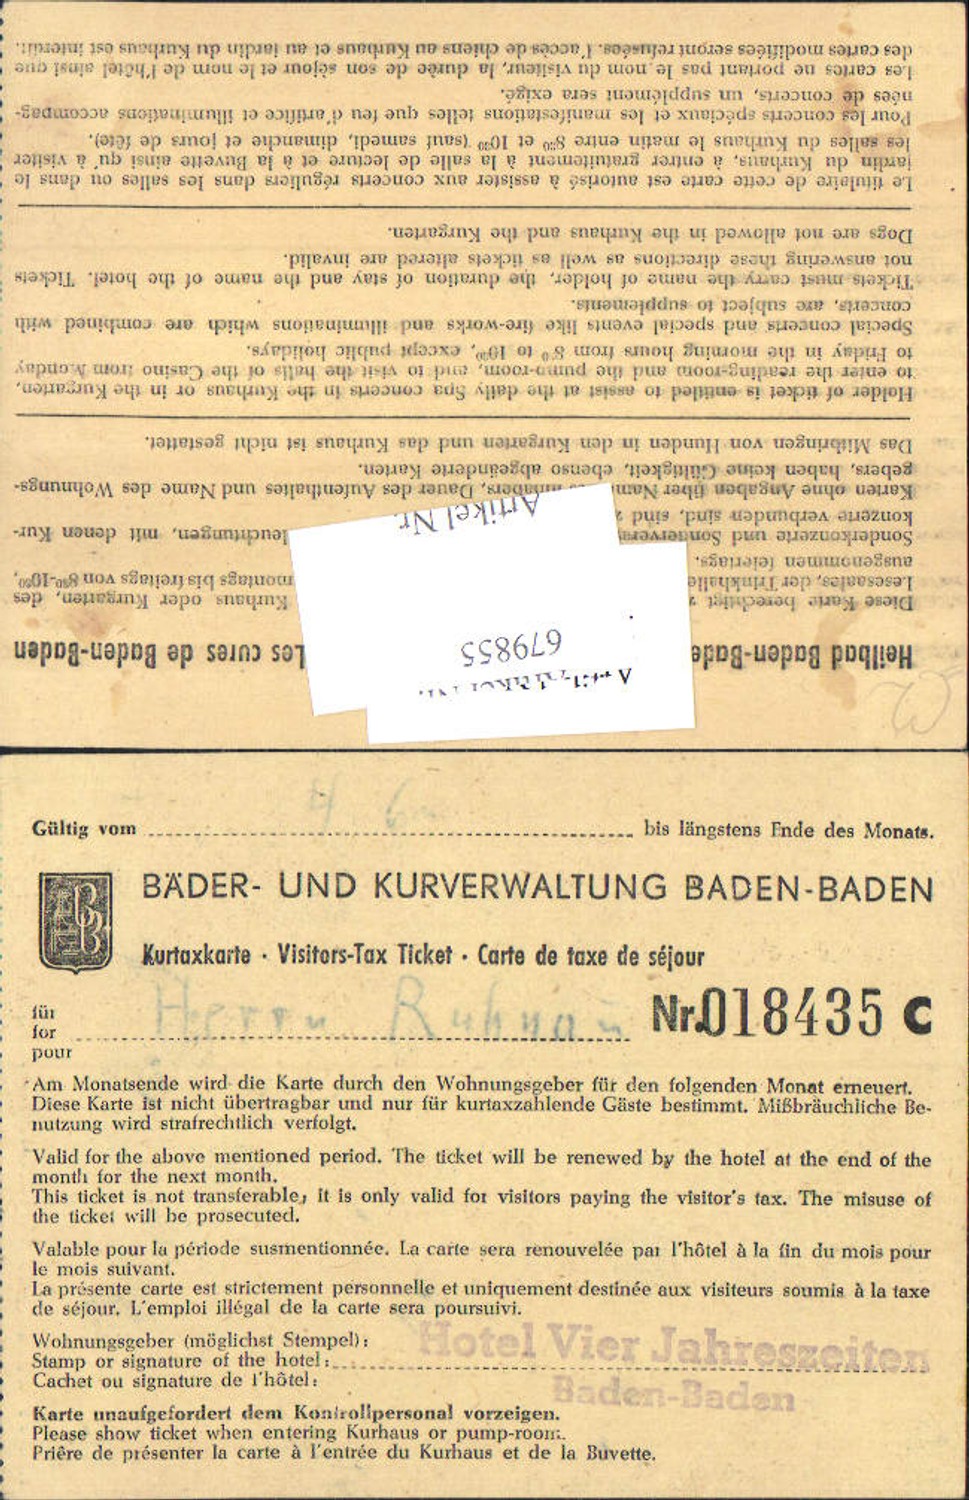 Heilbad Baden-Bade Les cures de Baden-Baden
Diese Karte berechtigt Kurhaus oder Kurgarten, des
Lesesaales, der Trinkhalle montags bis freitags von 8⁰⁰-10³⁰,
ausgenommen feiertags.
Sonderkonzerte und leuchtungen, mit denen Kur-
konzerte verbunden sind, sind
Karten ohne Angaben über Dauer des Aufenthaltes und Name des Wohnungs-
gebers, haben keine Gültigkeit, ebenso abgeänderte Karten.
Das Mitbringen von Hunden in den Kurgarten und das Kurhaus ist nicht gestattet.
Holder of ticket is entitled to assist at the daily Spa concerts in the Kurhaus or in the Kurgarten,
to enter the reading-room and the pump-room, and to visit the halls of the Casino from Monday
to Friday in the morning hours from 8³⁰ to 10³⁰, except public holidays.
Special concerts and special events like fire-works and illuminations which are combined with
concerts, are subject to supplements.
Tickets must carry the name of holder, the duration of stay and the name of the hotel. Tickets
not answering these directions as well as tickets altered are invalid.
Dogs are not allowed in the Kurhaus and the Kurgarten.
Le titulaire de cette carte est autorisé à assister aux concerts réguliers dans les salles ou dans le
jardin du Kurhaus, à entrer gratuitement à la salle de lecture et à la Buvette ainsi qu'à visiter
les salles du Kurhaus le matin entre 8³⁰ et 10³⁰ (sauf samedi, dimanche et jours de fête).
Pour les concerts spéciaux et les manifestations telles que feu d'artifice et illuminations accompag-
nées de concerts, un supplément sera exigé.
Les cartes ne portant pas le nom du visiteur, la durée de son séjour et le nom de l'hôtel ainsi que
des cartes modifiées seront refusées. L'accès de chiens au Kurhaus et au jardin du Kurhaus est interdit.
Artikel Nr.
679855
Gültig vom bis längstens Ende des Monats.
BÄDER- UND KURVERWALTUNG BADEN-BADEN
Kurtaxkarte · Visitors-Tax Ticket · Carte de taxe de séjour
für
for Herrn
pour
Nr. 018435 C
Am Monatsende wird die Karte durch den Wohnungsgeber für den folgenden Monat erneuert.
Diese Karte ist nicht übertragbar und nur für kurtaxzahlende Gäste bestimmt. Mißbräuchliche Be-
nutzung wird strafrechtlich verfolgt.
Valid for the above mentioned period. The ticket will be renewed by the hotel at the end of the
month for the next month.
This ticket is not transferable, it is only valid for visitors paying the visitor's tax. The misuse of
the ticket will be prosecuted.
Valable pour la période susmentionnée. La carte sera renouvelée par l'hôtel à la fin du mois pour
le mois suivant.
La présente carte est strictement personnelle et uniquement destinée aux visiteurs soumis à la taxe
de séjour. L'emploi illégal de la carte sera poursuivi.
Wohnungsgeber (möglichst Stempel):
Stamp or signature of the hotel:
Cachet ou signature de l'hôtel:
Hotel Vier Jahreszeiten
Baden-Baden
Karte unaufgefordert dem Kontrollpersonal vorzeigen.
Please show ticket when entering Kurhaus or pump-room.
Prière de présenter la carte à l'entrée du Kurhaus et de la Buvette.